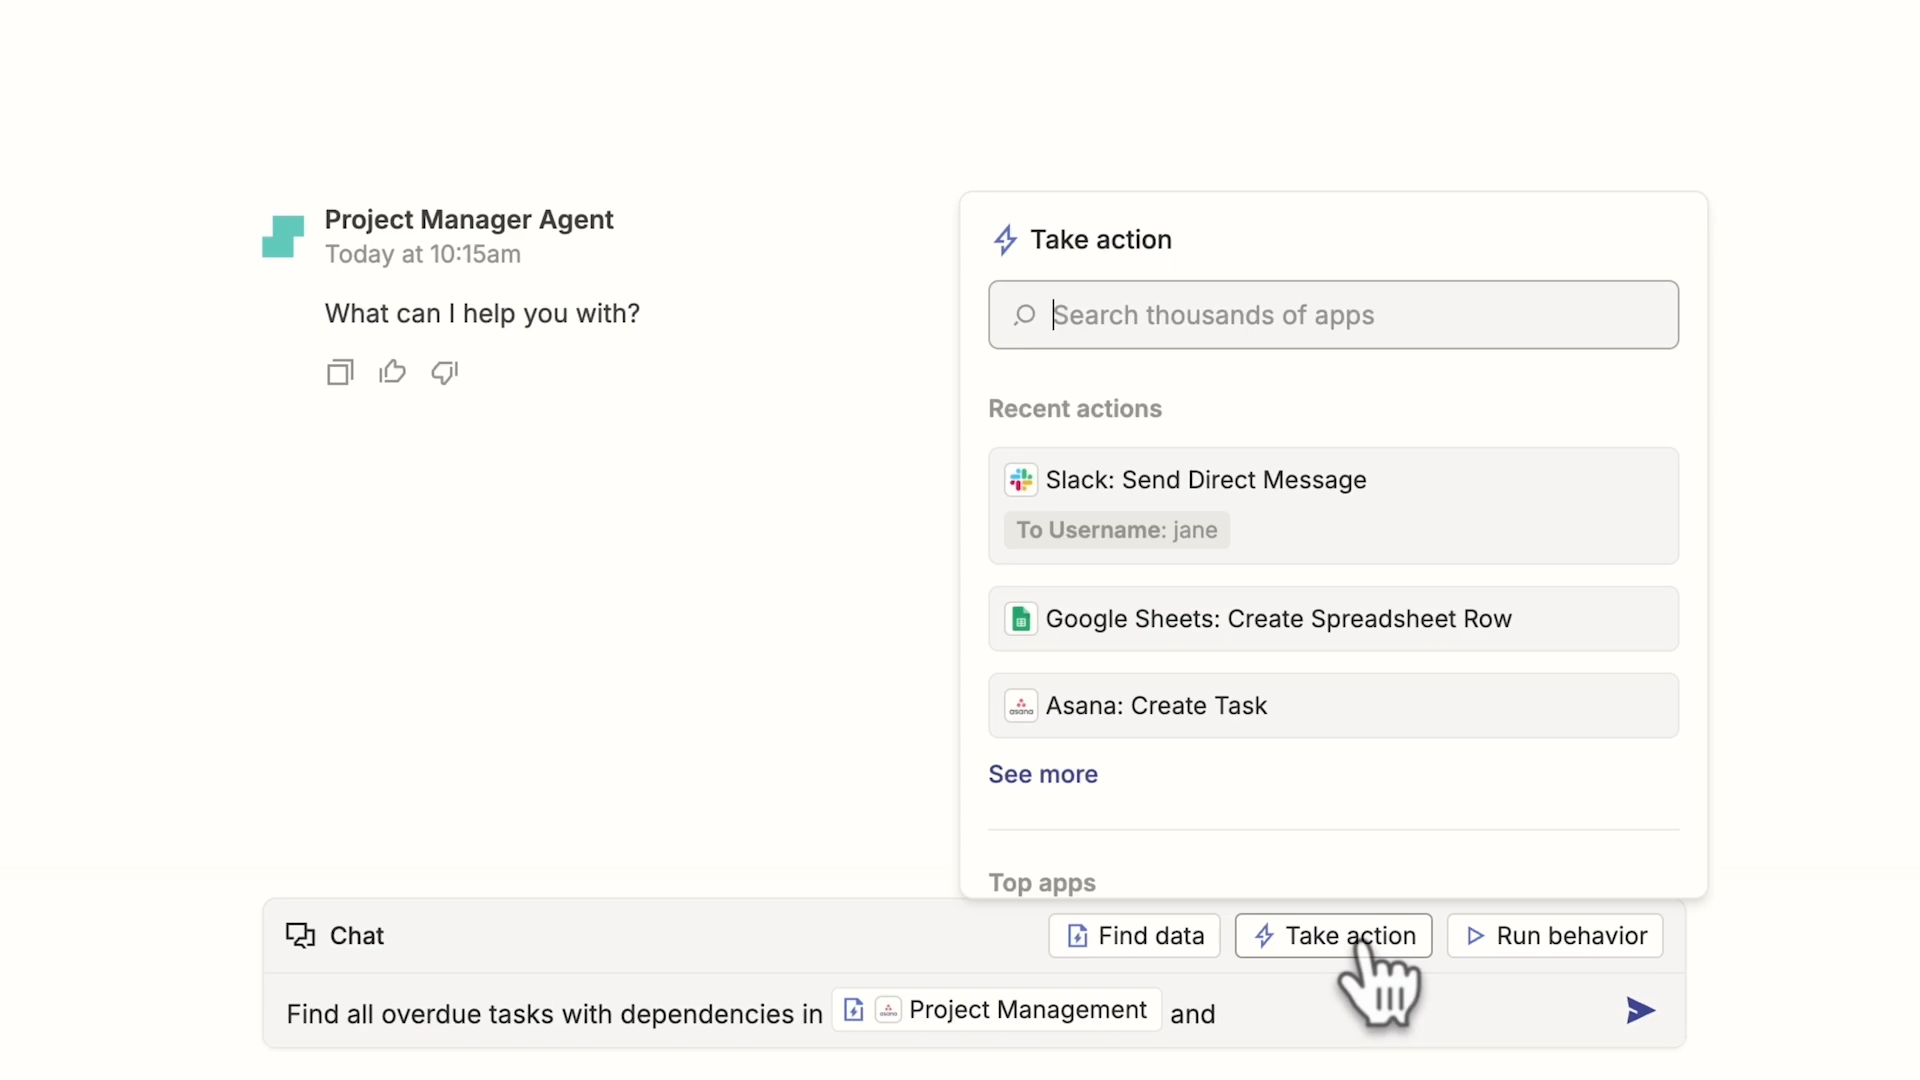 Project Manager Agent
Today at 10:15am
What can I help you with?
Take action
Search thousands of apps
Recent actions
Slack: Send Direct Message
To Username: jane
Google Sheets: Create Spreadsheet Row
asana Asana: Create Task
See more
Top apps
Chat
Find data
Take action
Run behavior
Find all overdue tasks with dependencies in asana Project Management and